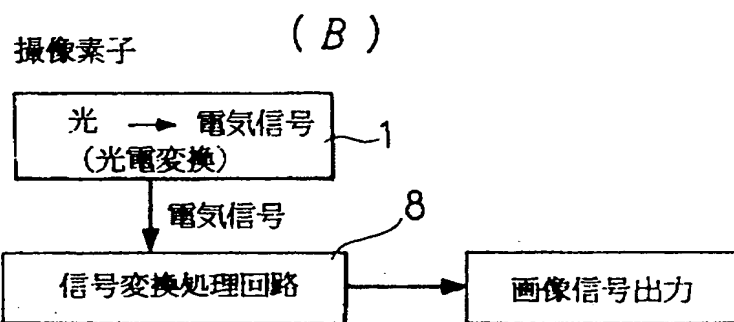 (B)
撮像素子
光 → 電気信号
(光電変換)
1
電気信号
8
信号変換処理回路
画像信号出力